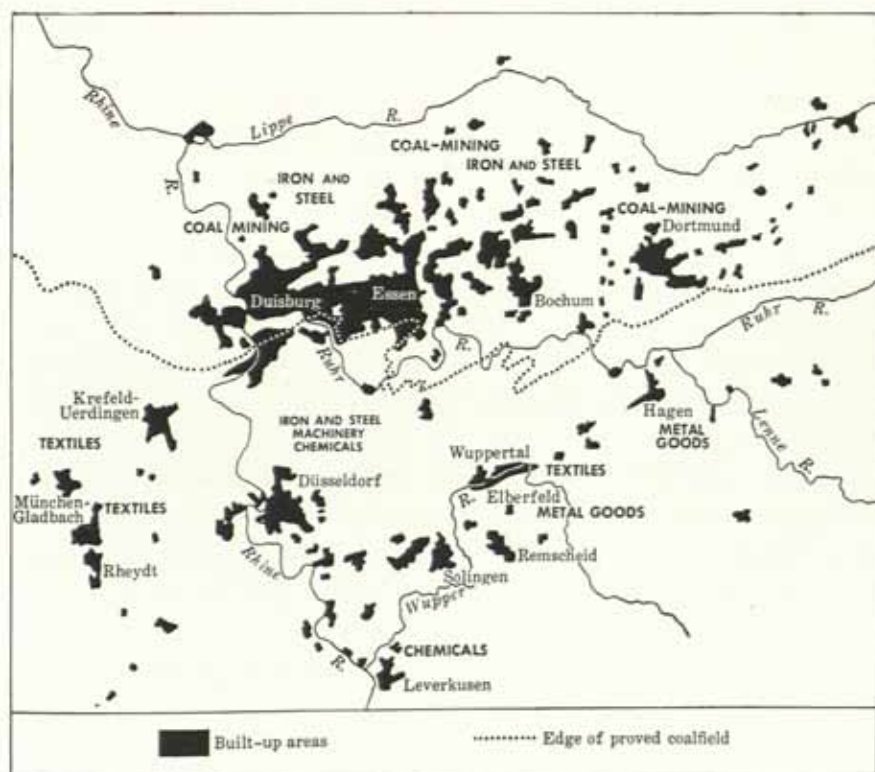 Rhine
R.
Lippe
R.
COAL-MINING
IRON AND STEEL
IRON AND
STEEL
COAL MINING
COAL-MINING
Dortmund
Duisburg
Essen
Bochum
Ruhr
R.
Ruhr
R.
Krefeld-
Uerdingen
TEXTILES
IRON AND STEEL
MACHINERY
CHEMICALS
Hagen
METAL
GOODS
Lenne
R.
München-
Gladbach
TEXTILES
Rheydt
Düsseldorf
Wuppertal
TEXTILES
R.
Elberfeld
METAL GOODS
Rhine
Solingen
Remscheid
Wupper
R.
CHEMICALS
Leverkusen
Built-up areas
Edge of proved coalfield